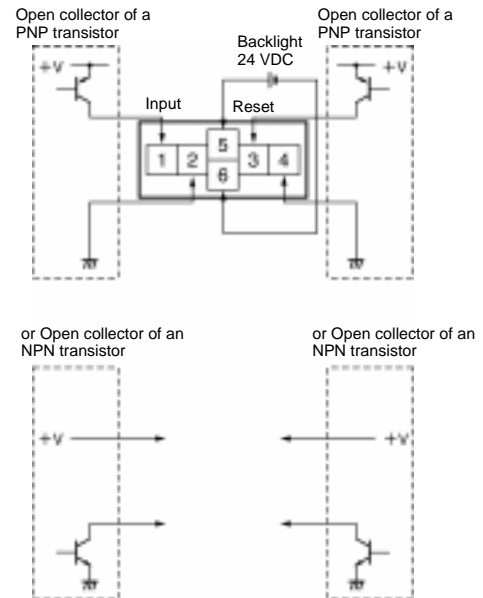 Open collector of a
PNP transistor
Open collector of a
PNP transistor
Backlight
24 VDC
+V
+V
Input
Reset
1 2 5 3 4
6
or Open collector of an
NPN transistor
or Open collector of an
NPN transistor
+V
+V